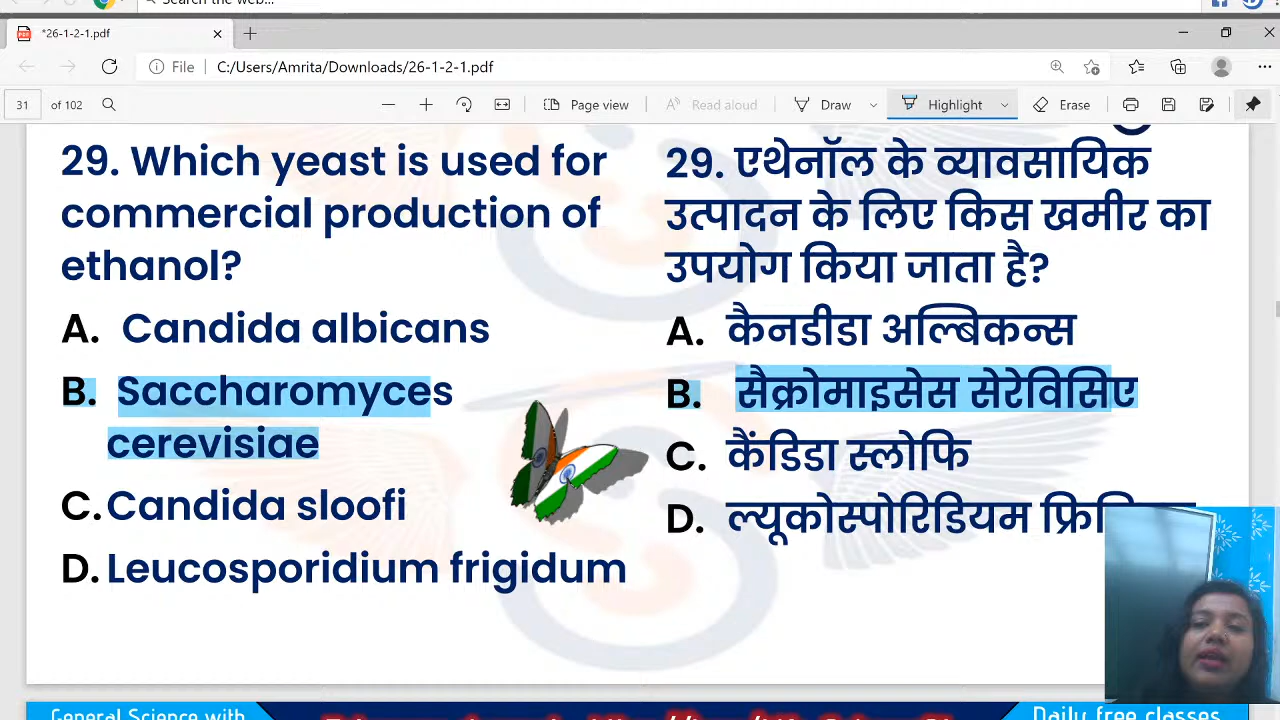 Search the web...
*26-1-2-1.pdf
File C:/Users/Amrita/Downloads/26-1-2-1.pdf
31 of 102 Page view Read aloud Draw Highlight Erase
29. Which yeast is used for
commercial production of
ethanol?
A. Candida albicans
B. Saccharomyces
cerevisiae
C. Candida sloofi
D. Leucosporidium frigidum
29. एथेनॉल के व्यावसायिक
उत्पादन के लिए किस खमीर का
उपयोग किया जाता है?
A. कैनडीडा अल्बिकन्स
B. सैक्रोमाइसेस सेरेविसिए
C. कैंडिडा स्लोफि
D. ल्यूकोस्पोरिडियम
General Science with
Daily free classes